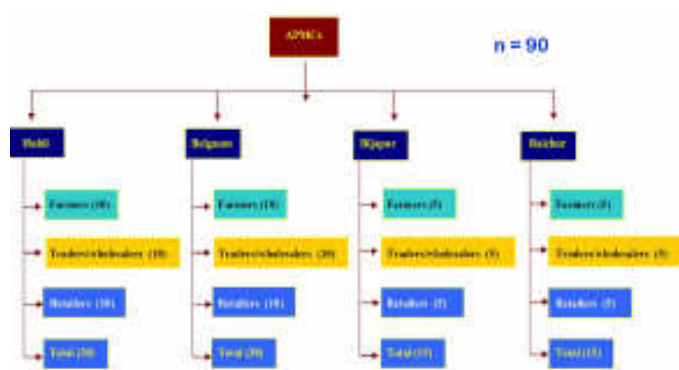 APMCs
n = 90
Hubli
Belgaum
Bijapur
Raichur
Farmers (10)
Farmers (10)
Farmers (5)
Farmers (5)
Traders/wholesalers (10)
Traders/wholesalers (10)
Traders/wholesalers (5)
Traders/wholesalers (5)
Retailers (10)
Retailers (10)
Retailers (5)
Retailers (5)
Total (30)
Total (30)
Total (15)
Total (15)